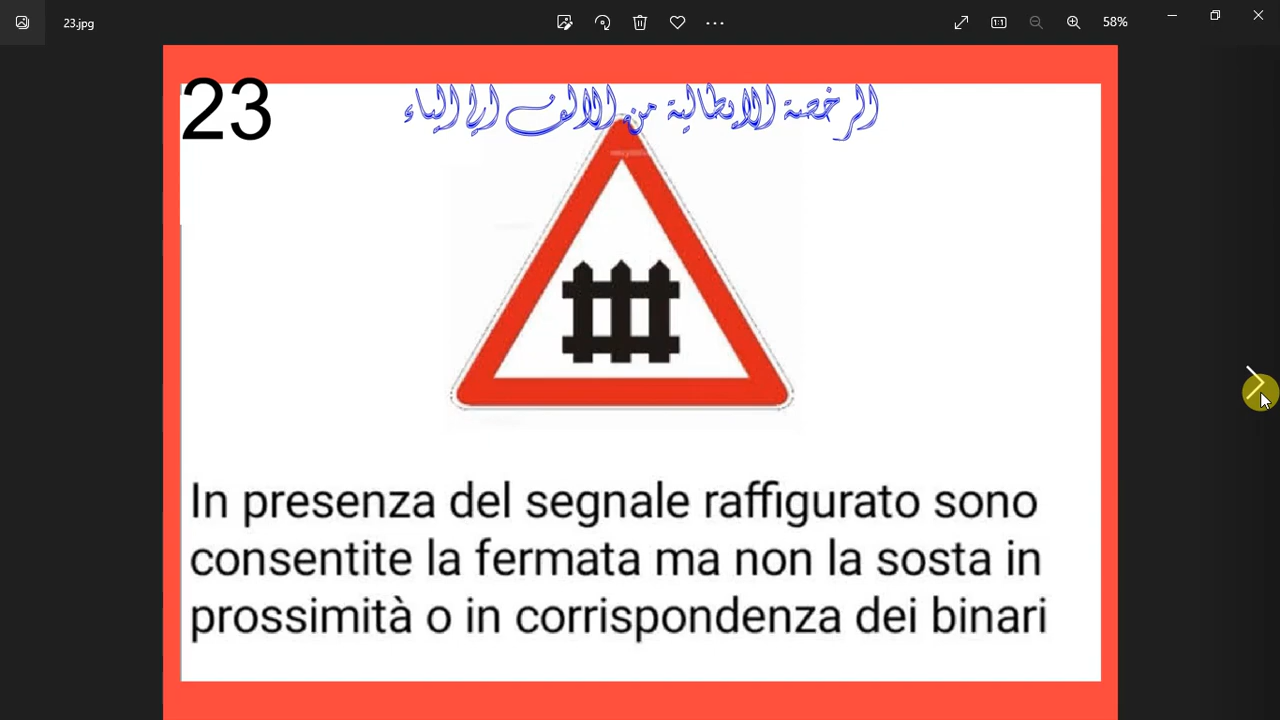 23.jpg
58%
23
الرخصة الايطالية من الالف الى الياء
In presenza del segnale raffigurato sono
consentite la fermata ma non la sosta in
prossimità o in corrispondenza dei binari